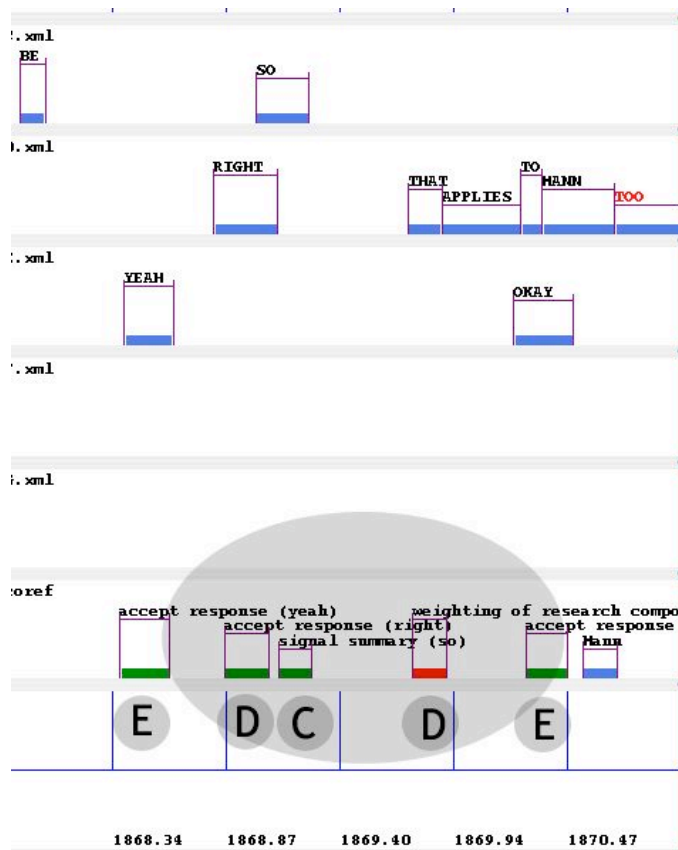 .xml
BE
SO
.xml
RIGHT
THAT
TO
MANN
APPLIES
TOO
.xml
YEAH
OKAY
.xml
.xml
oref
accept response (yeah)
weighting of research compo
accept response (right)
accept response
signal summary (so)
Mann
E D C D E
1868.34 1868.87 1869.40 1869.94 1870.47